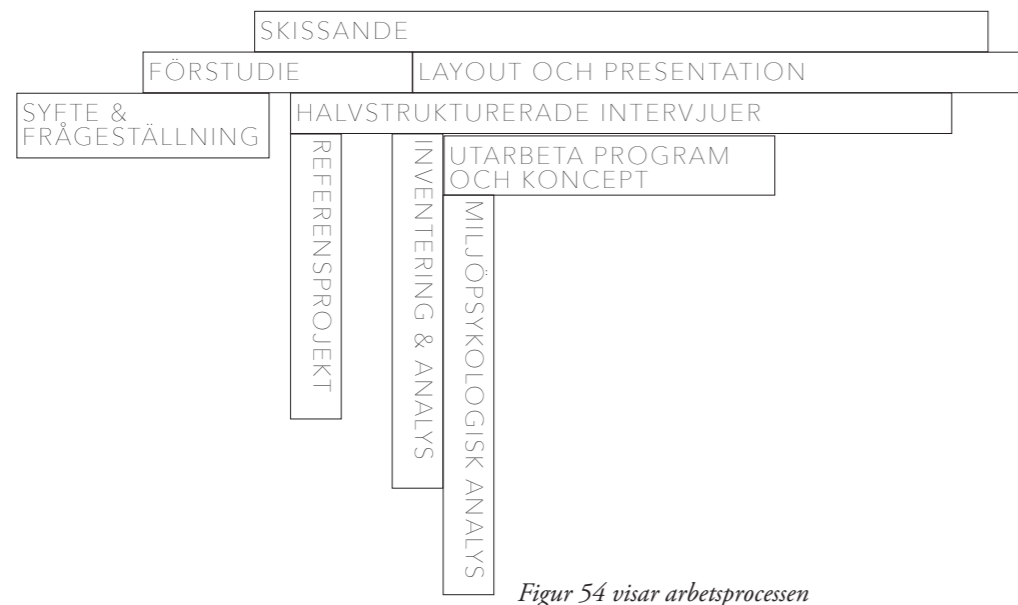 SKISSANDE
FÖRSTUDIE
LAYOUT OCH PRESENTATION
SYFTE &
FRÅGESTÄLLNING
HALVSTRUKTURERADE INTERVJUER
REFERENSPROJEKT
INVENTERING & ANALYS
UTARBETA PROGRAM
OCH KONCEPT
MILJÖPSYKOLOGISK ANALYS
Figur 54 visar arbetsprocessen